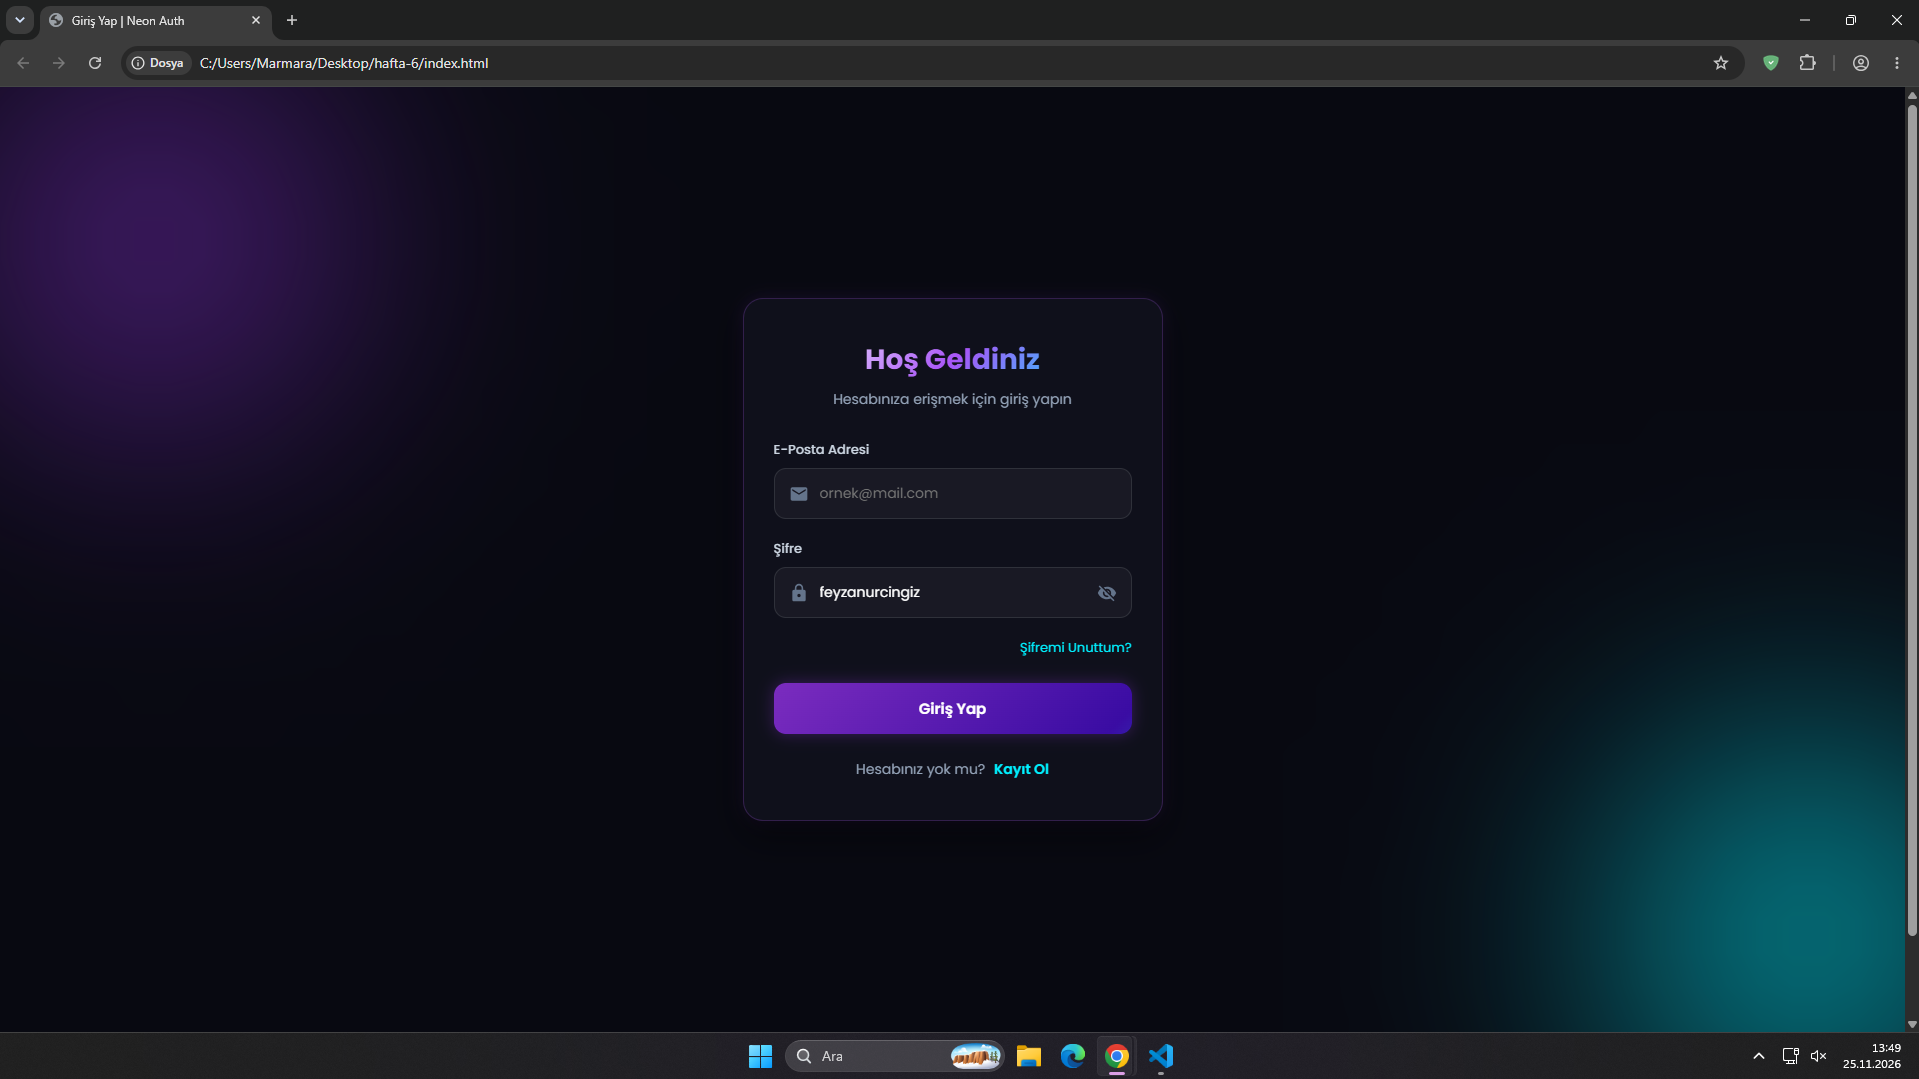 Giriş Yap | Neon Auth
Dosya
C:/Users/Marmara/Desktop/hafta-6/index.html
Hoş Geldiniz
Hesabınıza erişmek için giriş yapın
E-Posta Adresi
ornek@mail.com
Şifre
feyzanurcingiz
Şifremi Unuttum?
Giriş Yap
Hesabınız yok mu? Kayıt Ol
Ara
13:49
25.11.2026